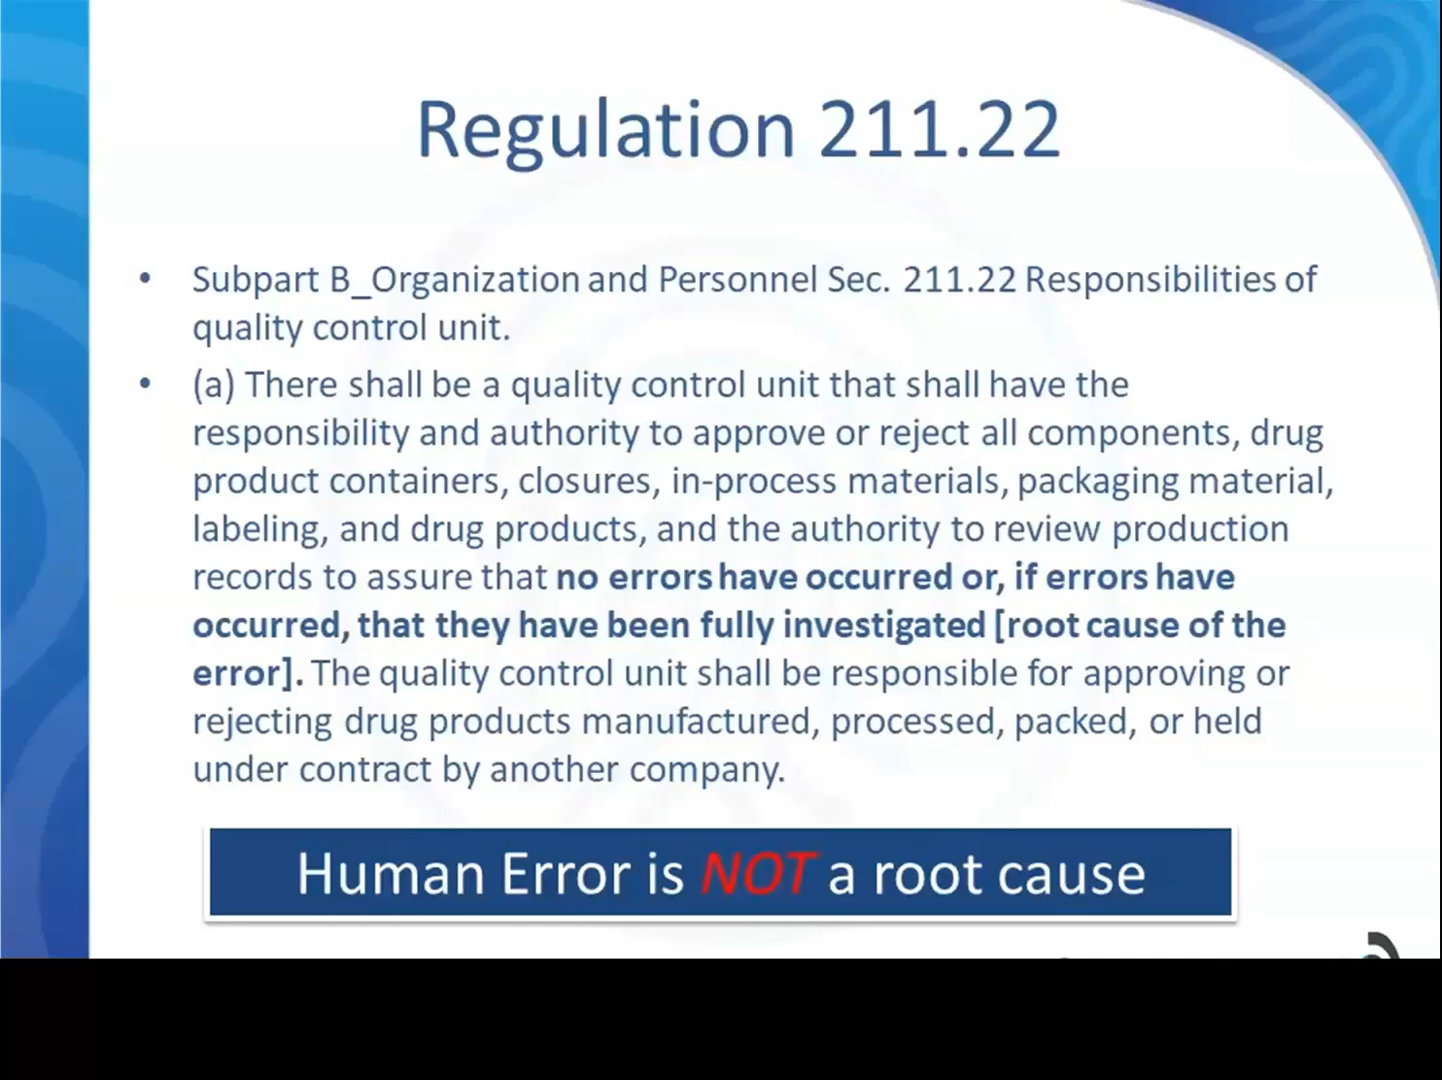 Regulation 211.22
• Subpart B_Organization and Personnel Sec. 211.22 Responsibilities of
quality control unit.
• (a) There shall be a quality control unit that shall have the
responsibility and authority to approve or reject all components, drug
product containers, closures, in-process materials, packaging material,
labeling, and drug products, and the authority to review production
records to assure that no errors have occurred or, if errors have
occurred, that they have been fully investigated [root cause of the
error]. The quality control unit shall be responsible for approving or
rejecting drug products manufactured, processed, packed, or held
under contract by another company.
Human Error is NOT a root cause